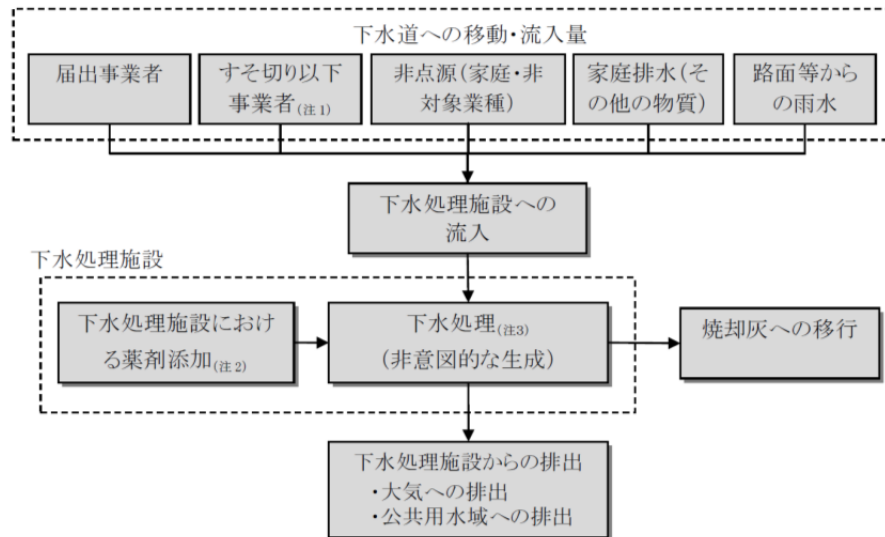 下水道への移動・流入量
届出事業者
すそ切り以下
事業者(注1)
非点源(家庭・非
対象業種)
家庭排水(そ
の他の物質)
路面等から
の雨水
下水処理施設への
流入
下水処理施設
下水処理施設におけ
る薬剤添加(注2)
下水処理(注3)
(非意図的な生成)
焼却灰への移行
下水処理施設からの排出
・大気への排出
・公共用水域への排出